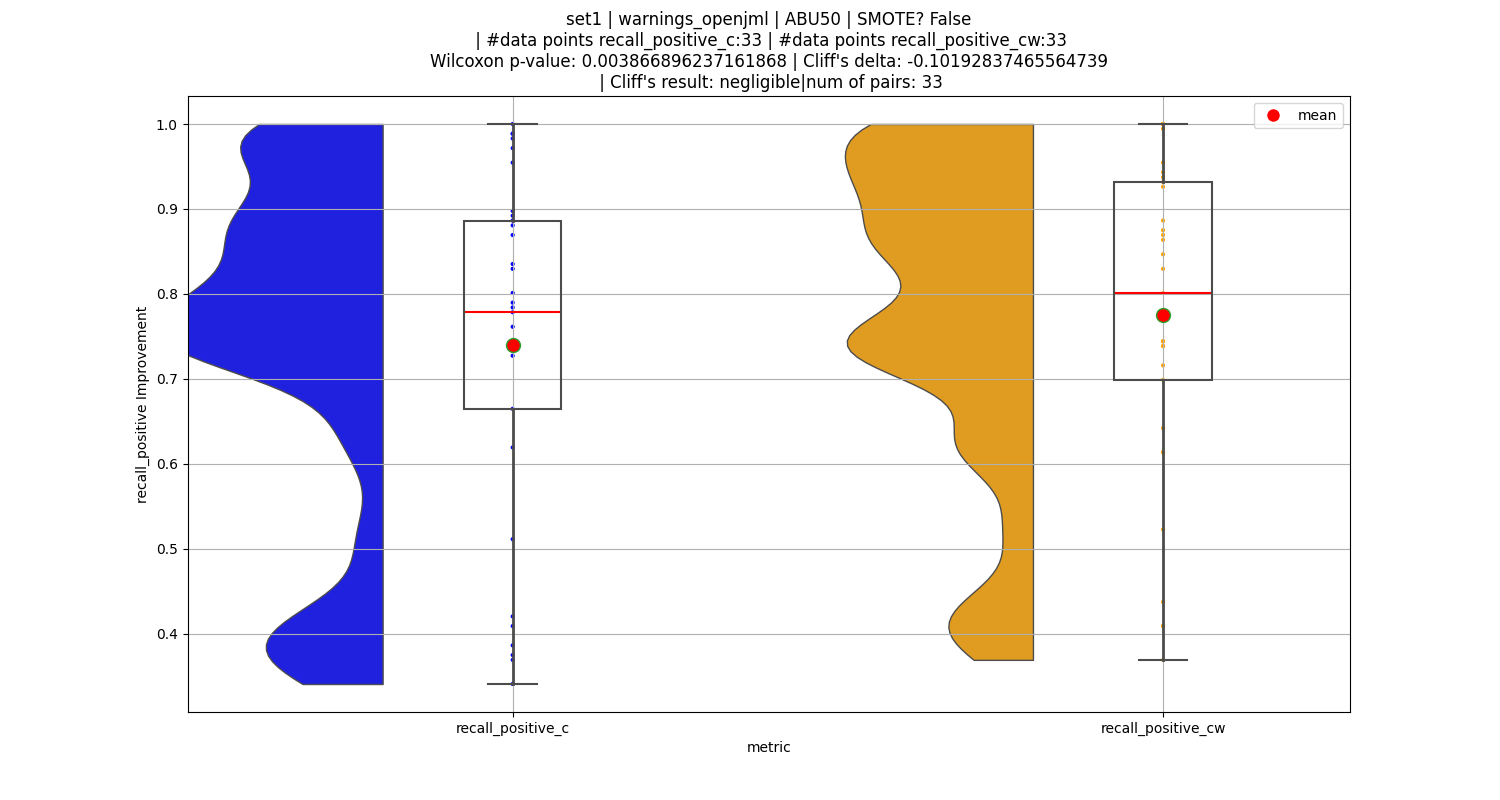 set1 | warnings_openjml | ABU50 | SMOTE? False
| #data points recall_positive_c:33 | #data points recall_positive_cw:33
Wilcoxon p-value: 0.003866896237161868 | Cliff's delta: -0.10192837465564739
| Cliff's result: negligible|num of pairs: 33
mean
1.0
0.9
0.8
0.7
0.6
0.5
0.4
recall_positive Improvement
recall_positive_c
recall_positive_cw
metric